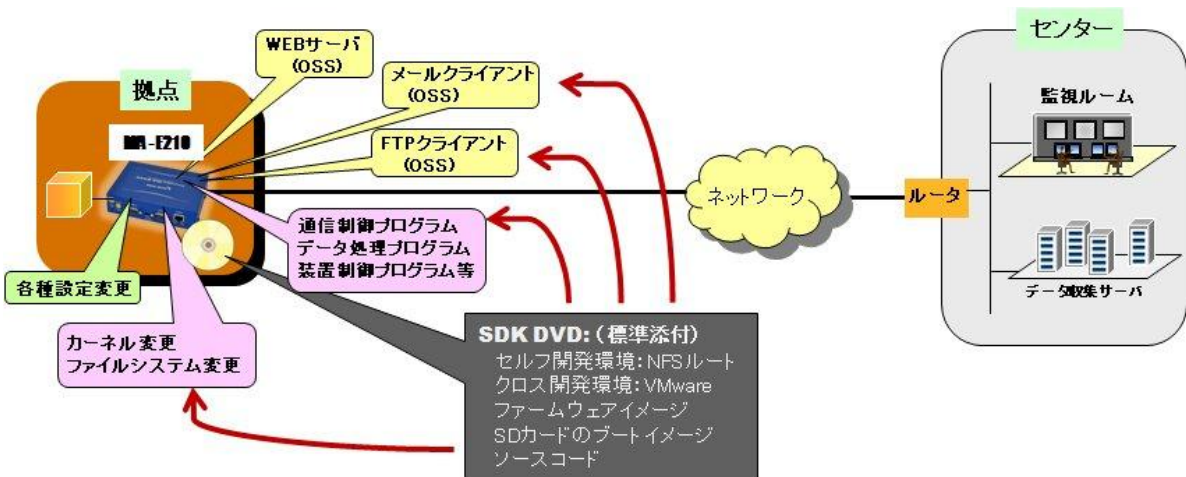 WEBサーバ
(OSS)
メールクライアント
(OSS)
FTPクライアント
(OSS)
拠点
MA-E210
通信制御プログラム
データ処理プログラム
装置制御プログラム等
各種設定変更
カーネル変更
ファイルシステム変更
SDK DVD:(標準添付)
セルフ開発環境:NFSルート
クロス開発環境:VMware
ファームウェアイメージ
SDカードのブートイメージ
ソースコード
ネットワーク
ルータ
センター
監視ルーム
データ収集サーバ